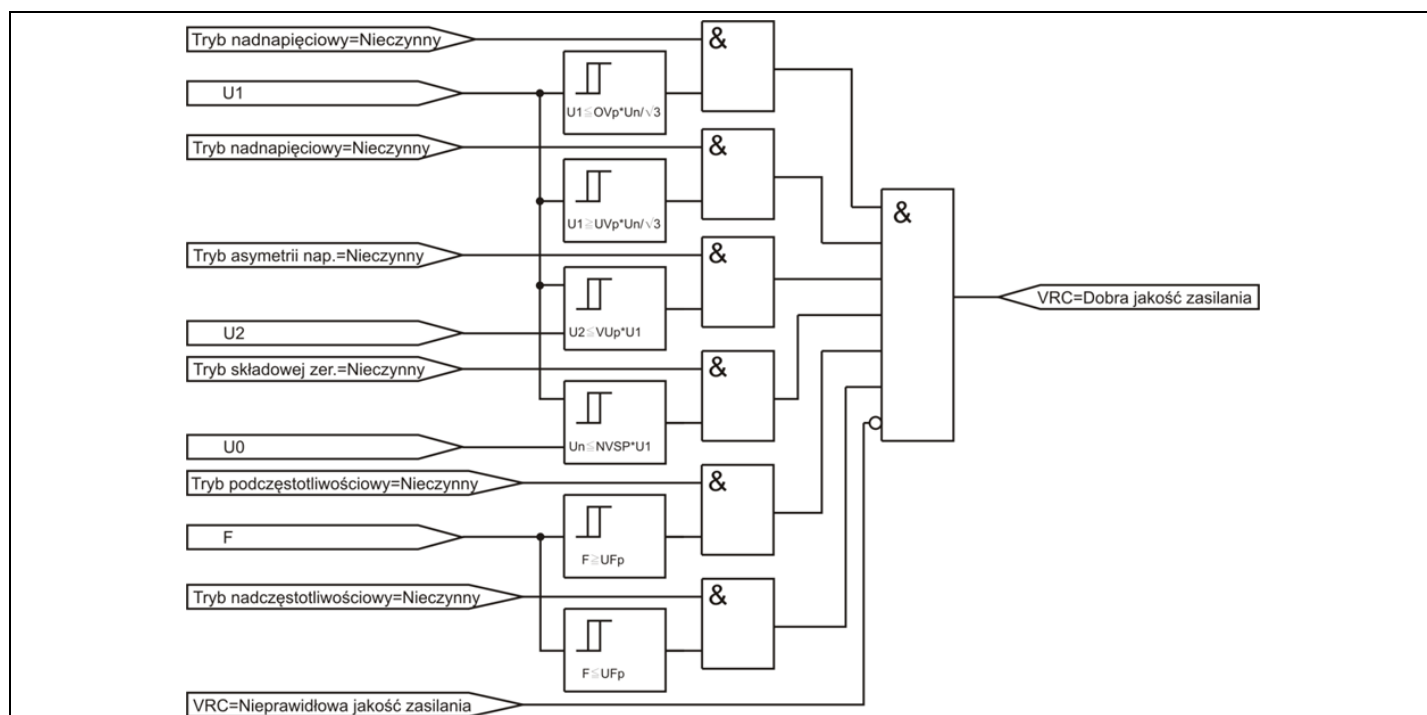 Tryb nadnapięciowy=Nieczynny
&
U1
U1≦OVp*Un/√3
Tryb nadnapięciowy=Nieczynny
&
U1≧UVp*Un/√3
&
Tryb asymetrii nap.=Nieczynny
&
VRC=Dobra jakość zasilania
U2
U2≦VUp*U1
Tryb składowej zer.=Nieczynny
&
U0
Un≦NVSP*U1
Tryb podczęstotliwościowy=Nieczynny
&
F
F≧UFp
Tryb nadczęstotliwościowy=Nieczynny
&
F≦UFp
VRC=Nieprawidłowa jakość zasilania